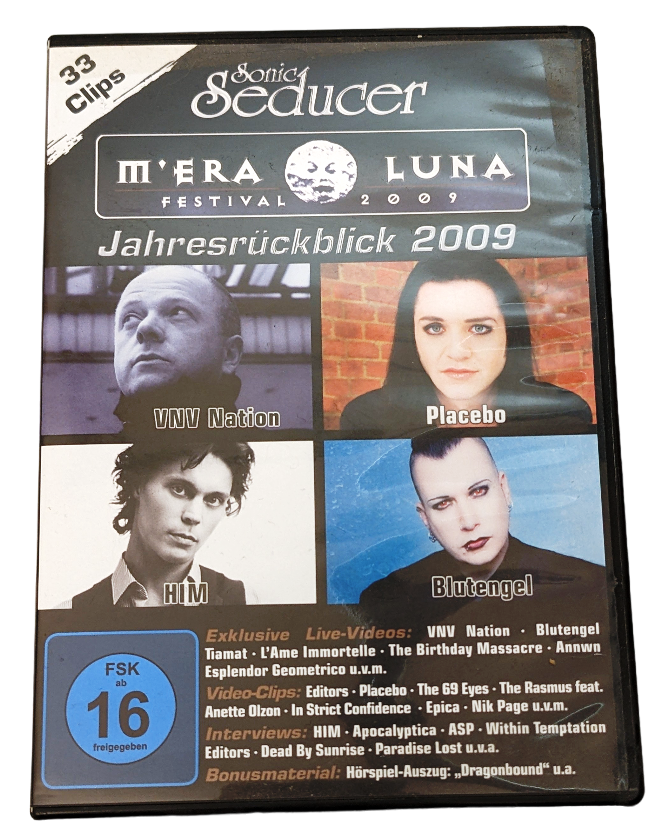 33
Clips
Sonic
Seducer
M'ERA LUNA
FESTIVAL 2009
Jahresrückblick 2009
VNV Nation
Placebo
HIM
Blutengel
FSK
ab
16
freigegeben
Exklusive Live-Videos: VNV Nation · Blutengel
Tiamat · L'Ame Immortelle · The Birthday Massacre · Annwn
Esplendor Geometrico u.v.m.
Video-Clips: Editors · Placebo · The 69 Eyes · The Rasmus feat.
Anette Olzon · In Strict Confidence · Epica · Nik Page u.v.m.
Interviews: HIM · Apocalyptica · ASP · Within Temptation
Editors · Dead By Sunrise · Paradise Lost u.v.a.
Bonusmaterial: Hörspiel-Auszug: „Dragonbound“ u.a.